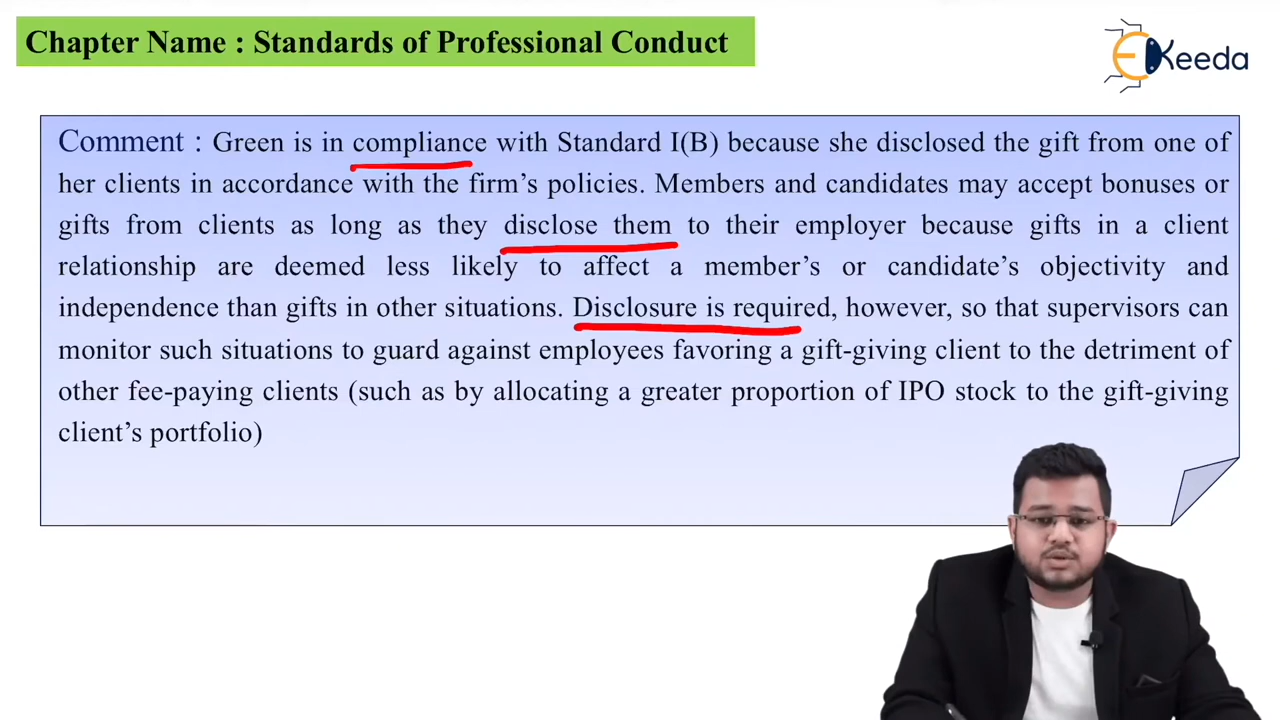 Chapter Name : Standards of Professional Conduct
EKeeda
Comment : Green is in compliance with Standard I(B) because she disclosed the gift from one of
her clients in accordance with the firm’s policies. Members and candidates may accept bonuses or
gifts from clients as long as they disclose them to their employer because gifts in a client
relationship are deemed less likely to affect a member’s or candidate’s objectivity and
independence than gifts in other situations. Disclosure is required, however, so that supervisors can
monitor such situations to guard against employees favoring a gift-giving client to the detriment of
other fee-paying clients (such as by allocating a greater proportion of IPO stock to the gift-giving
client’s portfolio)